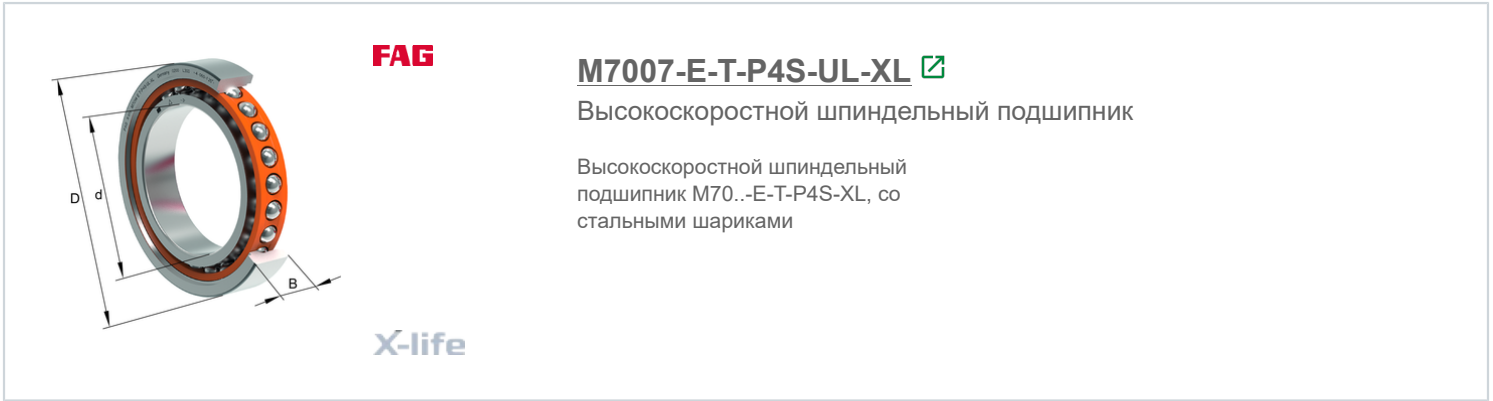 FAG
M7007-E-T-P4S-UL-XL
Высокоскоростной шпиндельный подшипник
Высокоскоростной шпиндельный
подшипник M70..-E-T-P4S-XL, со
стальными шариками
D
d
B
X-life